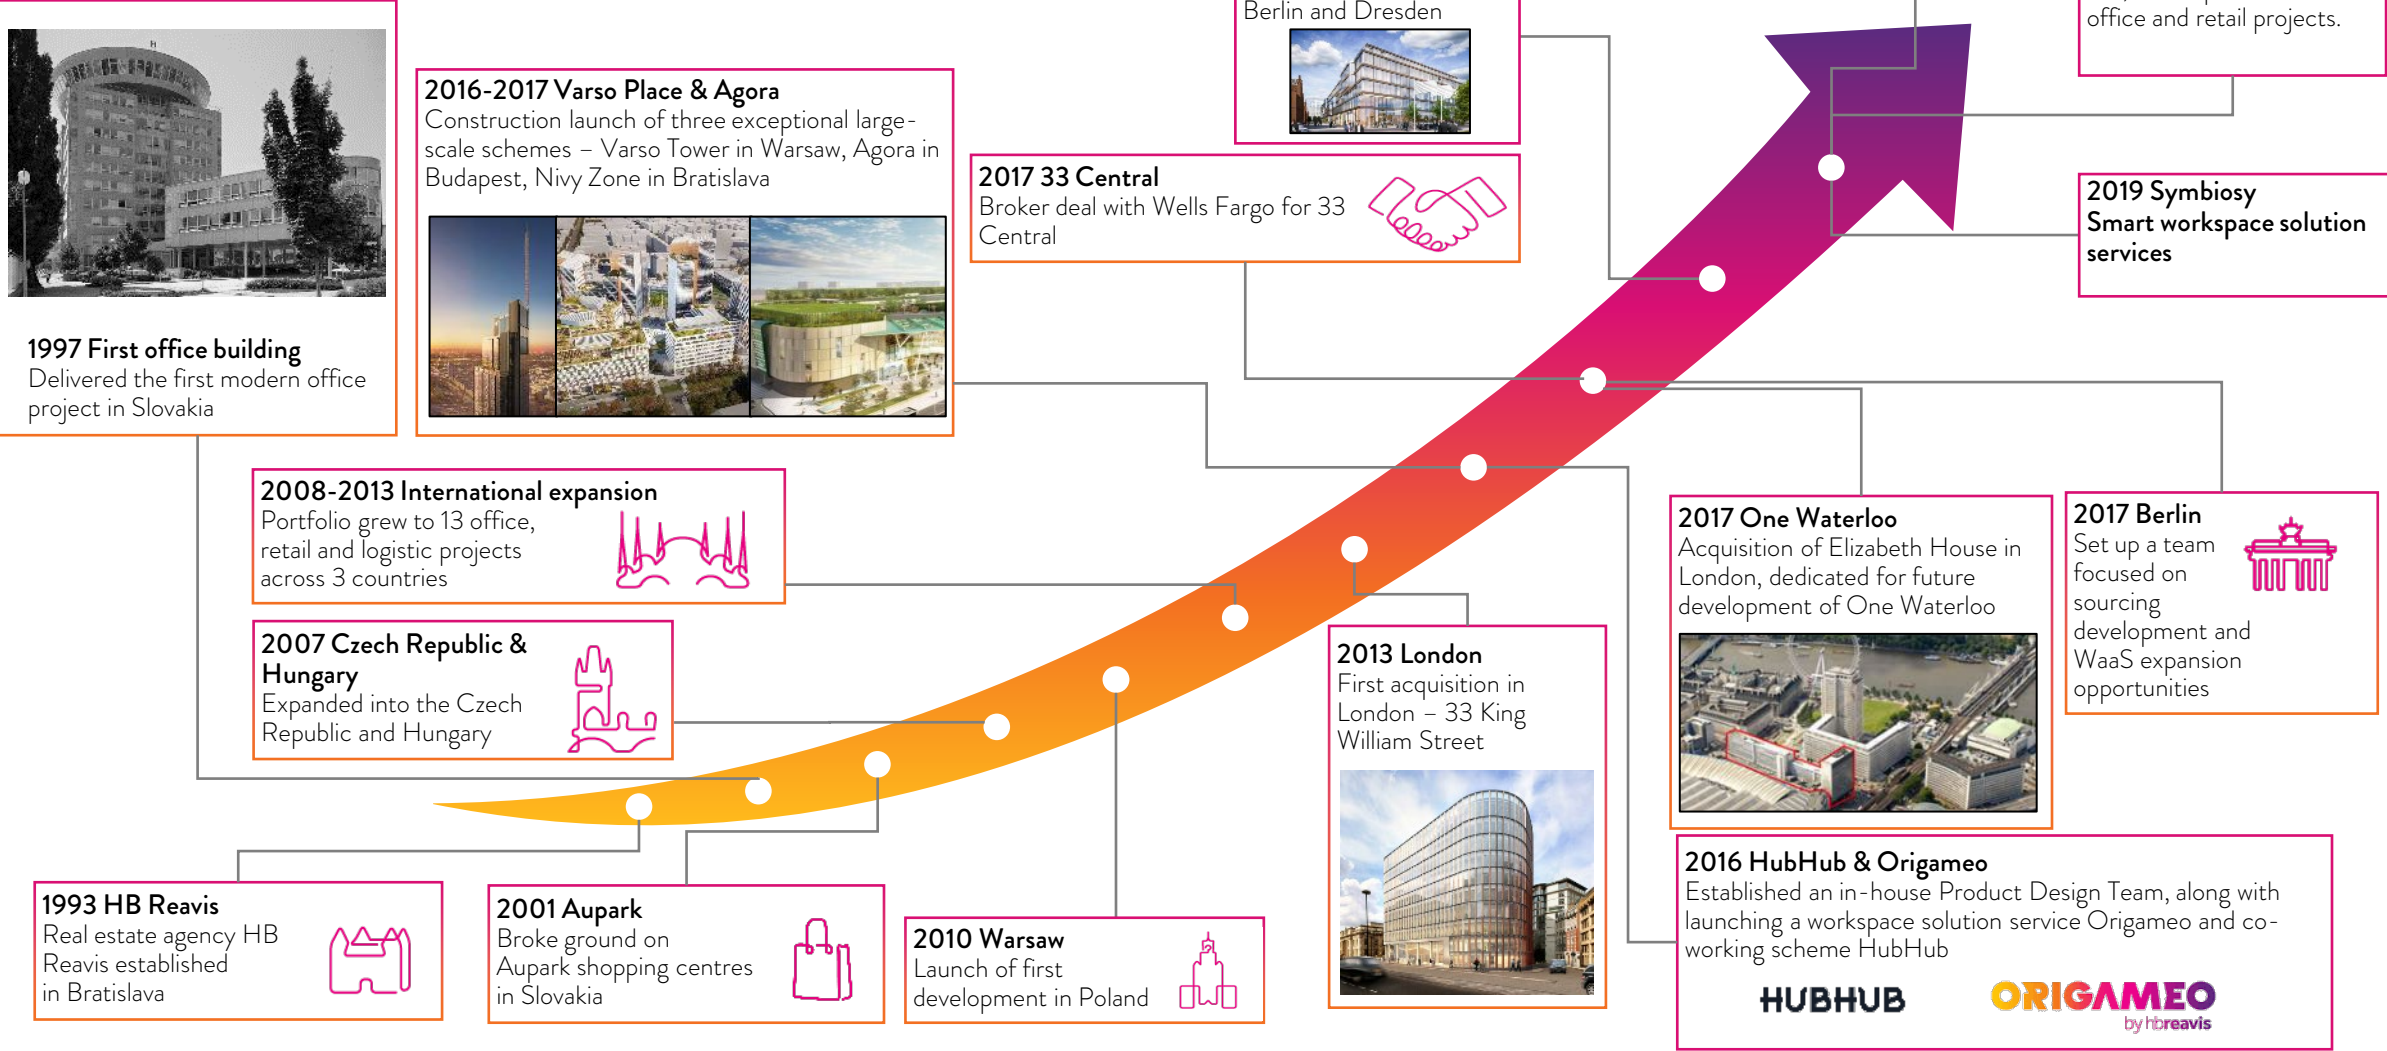 1997 First office building
Delivered the first modern office
project in Slovakia
2016-2017 Varso Place & Agora
Construction launch of three exceptional large-
scale schemes – Varso Tower in Warsaw, Agora in
Budapest, Nivy Zone in Bratislava
Berlin and Dresden
2017 33 Central
Broker deal with Wells Fargo for 33
Central
office and retail projects.
2019 Symbiosy
Smart workspace solution
services
2008-2013 International expansion
Portfolio grew to 13 office,
retail and logistic projects
across 3 countries
2007 Czech Republic &
Hungary
Expanded into the Czech
Republic and Hungary
2013 London
First acquisition in
London – 33 King
William Street
2017 One Waterloo
Acquisition of Elizabeth House in
London, dedicated for future
development of One Waterloo
2017 Berlin
Set up a team
focused on
sourcing
development and
WaaS expansion
opportunities
1993 HB Reavis
Real estate agency HB
Reavis established
in Bratislava
2001 Aupark
Broke ground on
Aupark shopping centres
in Slovakia
2010 Warsaw
Launch of first
development in Poland
2016 HubHub & Origameo
Established an in-house Product Design Team, along with
launching a workspace solution service Origameo and co-
working scheme HubHub
HUBHUB
ORIGAMEO
by hbreavis